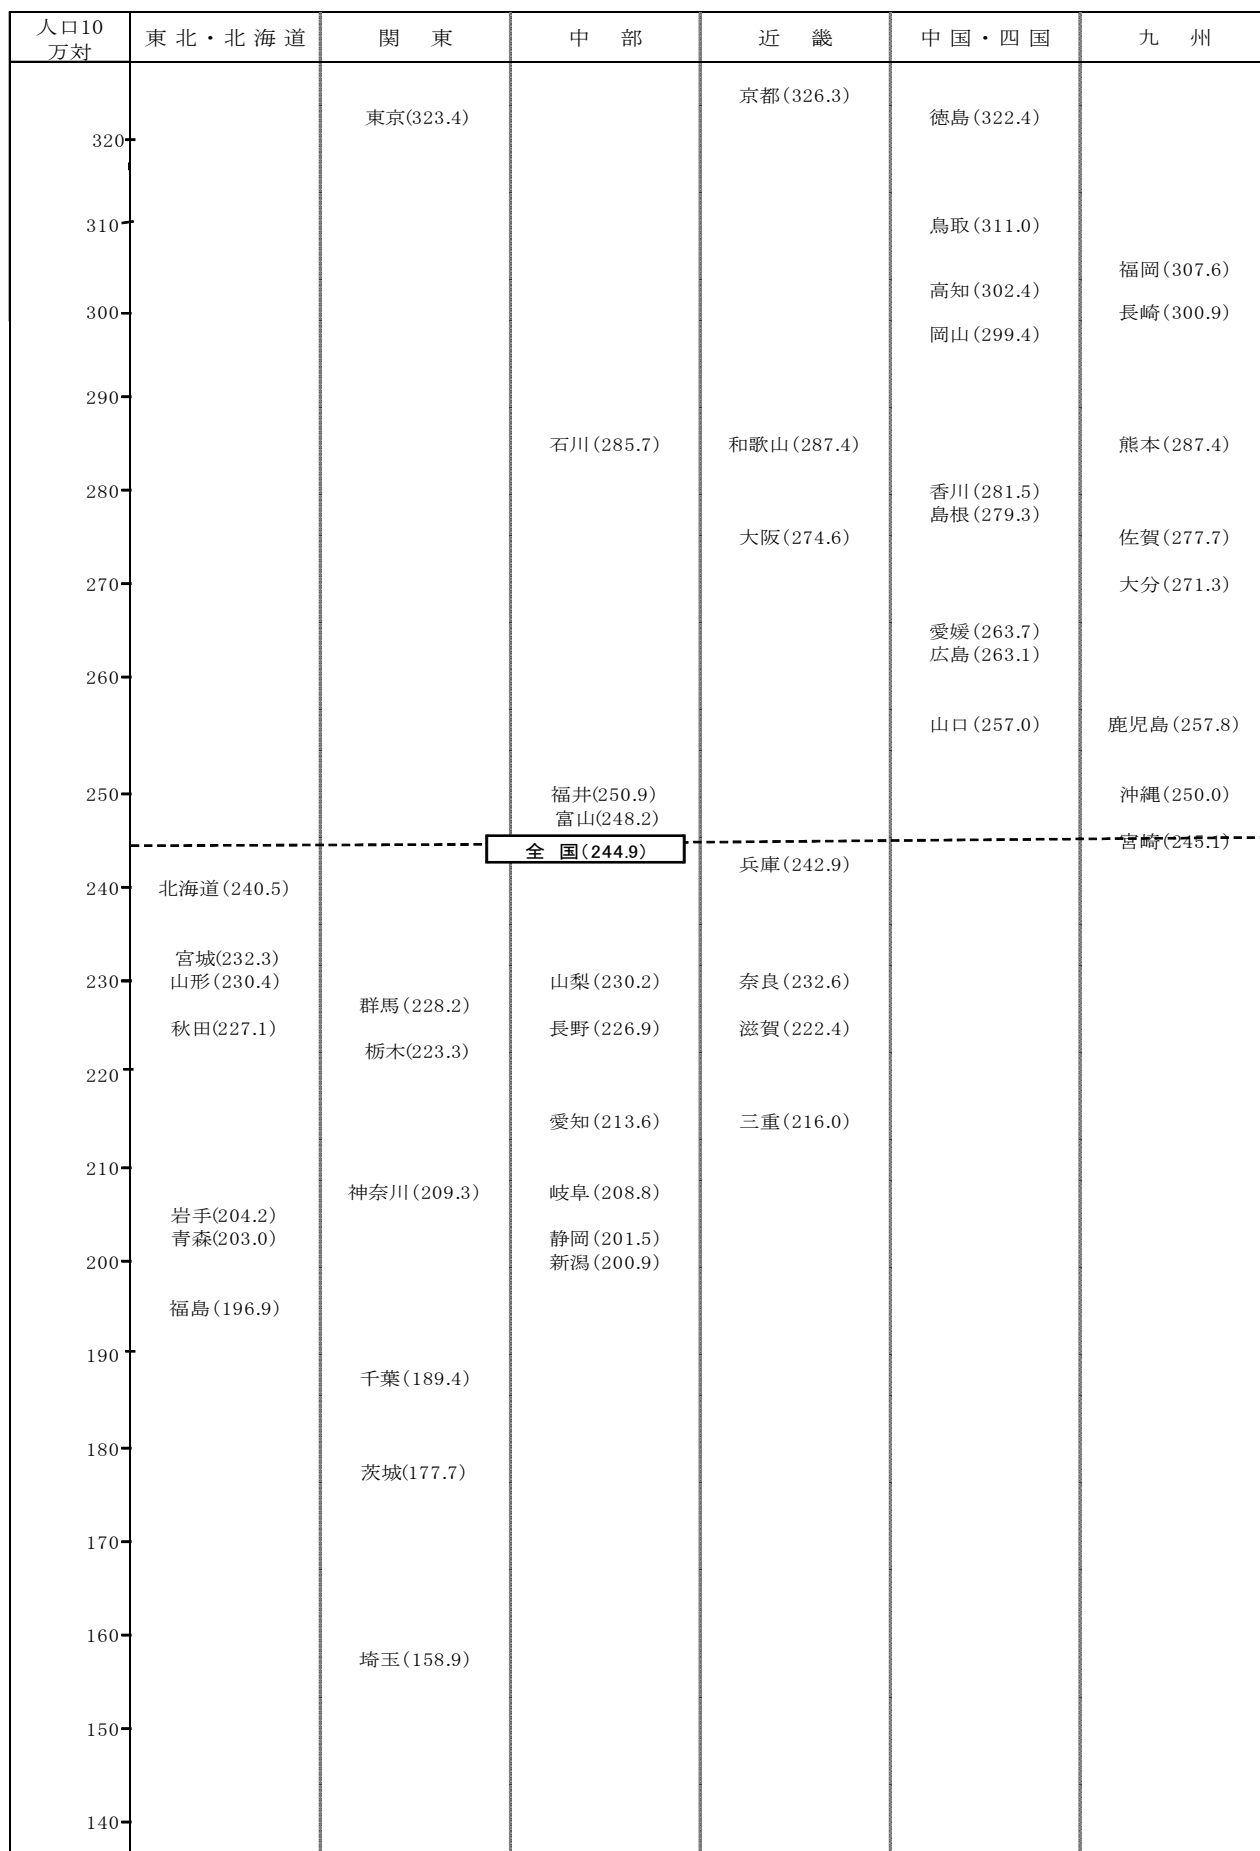 人口10
万対
東北・北海道 関 東 中 部 近 畿 中国・四国 九 州
京都(326.3)
東京(323.4) 徳島(322.4)
320
310 鳥取(311.0)
福岡(307.6)
高知(302.4)
300 長崎(300.9)
岡山(299.4)
290
石川(285.7) 和歌山(287.4) 熊本(287.4)
280 香川(281.5)
島根(279.3)
大阪(274.6) 佐賀(277.7)
270 大分(271.3)
愛媛(263.7)
広島(263.1)
260
山口(257.0) 鹿児島(257.8)
250 福井(250.9) 沖縄(250.0)
富山(248.2)
宮崎(245.1)
全 国(244.9)
兵庫(242.9)
240 北海道(240.5)
宮城(232.3)
230 山形(230.4) 山梨(230.2) 奈良(232.6)
群馬(228.2)
秋田(227.1) 長野(226.9) 滋賀(222.4)
栃木(223.3)
220
愛知(213.6) 三重(216.0)
210
神奈川(209.3) 岐阜(208.8)
岩手(204.2)
青森(203.0) 静岡(201.5)
200 新潟(200.9)
福島(196.9)
190
千葉(189.4)
180
茨城(177.7)
170
160
埼玉(158.9)
150
140